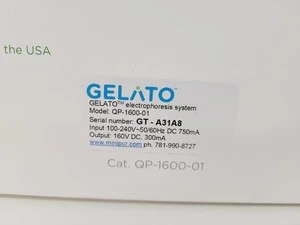 the USA
GELATO™
GELATO™ electrophoresis system
Model: QP-1600-01
Serial number: GT - A31A8
Input 100-240V~50/60Hz DC 750mA
Output: 160V DC, 300mA
www.minipcr.com ph. 781-990-8727
Cat. QP-1600-01